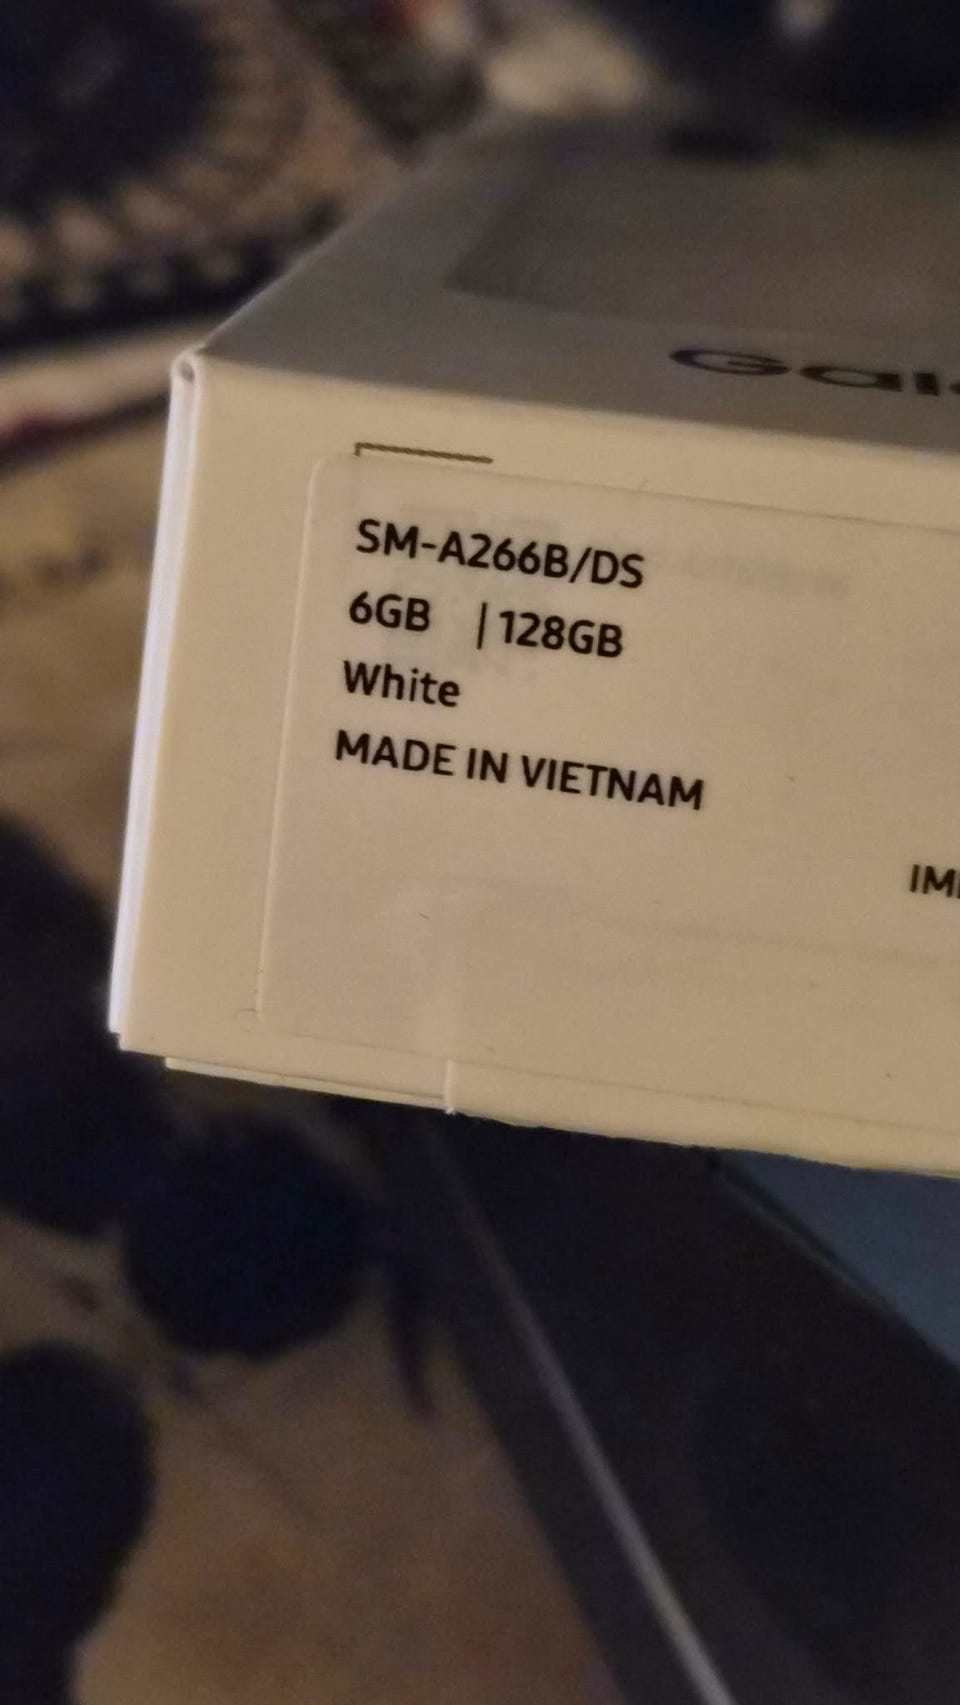 SM-A266B/DS
6GB | 128GB
White
MADE IN VIETNAM